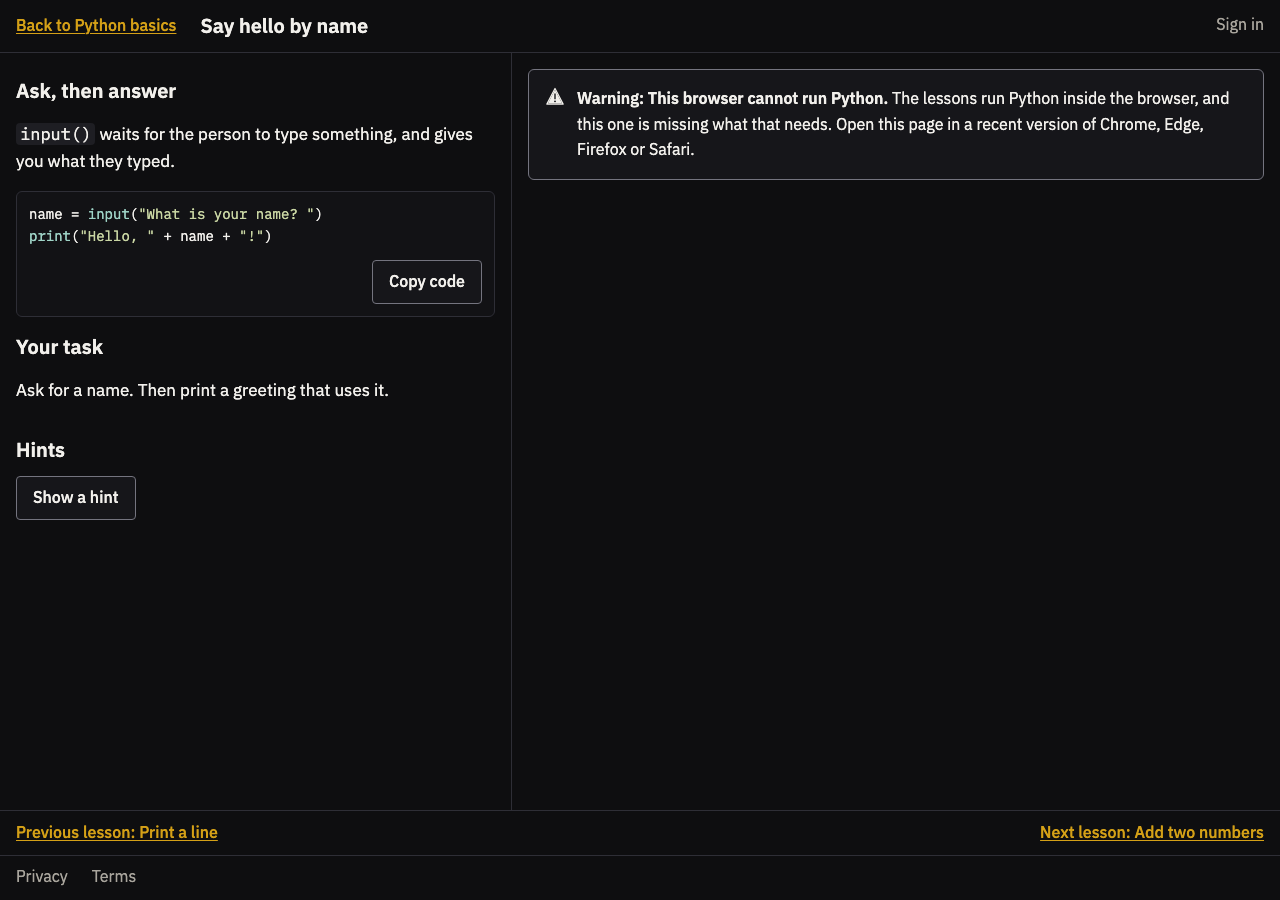 Back to Python basics
Say hello by name
Sign in
Ask, then answer
input() waits for the person to type something, and gives
you what they typed.
name = input("What is your name? ")
print("Hello, " + name + "!")
Copy code
Your task
Ask for a name. Then print a greeting that uses it.
Hints
Show a hint
Warning: This browser cannot run Python. The lessons run Python inside the browser, and
this one is missing what that needs. Open this page in a recent version of Chrome, Edge,
Firefox or Safari.
Previous lesson: Print a line
Next lesson: Add two numbers
Privacy
Terms